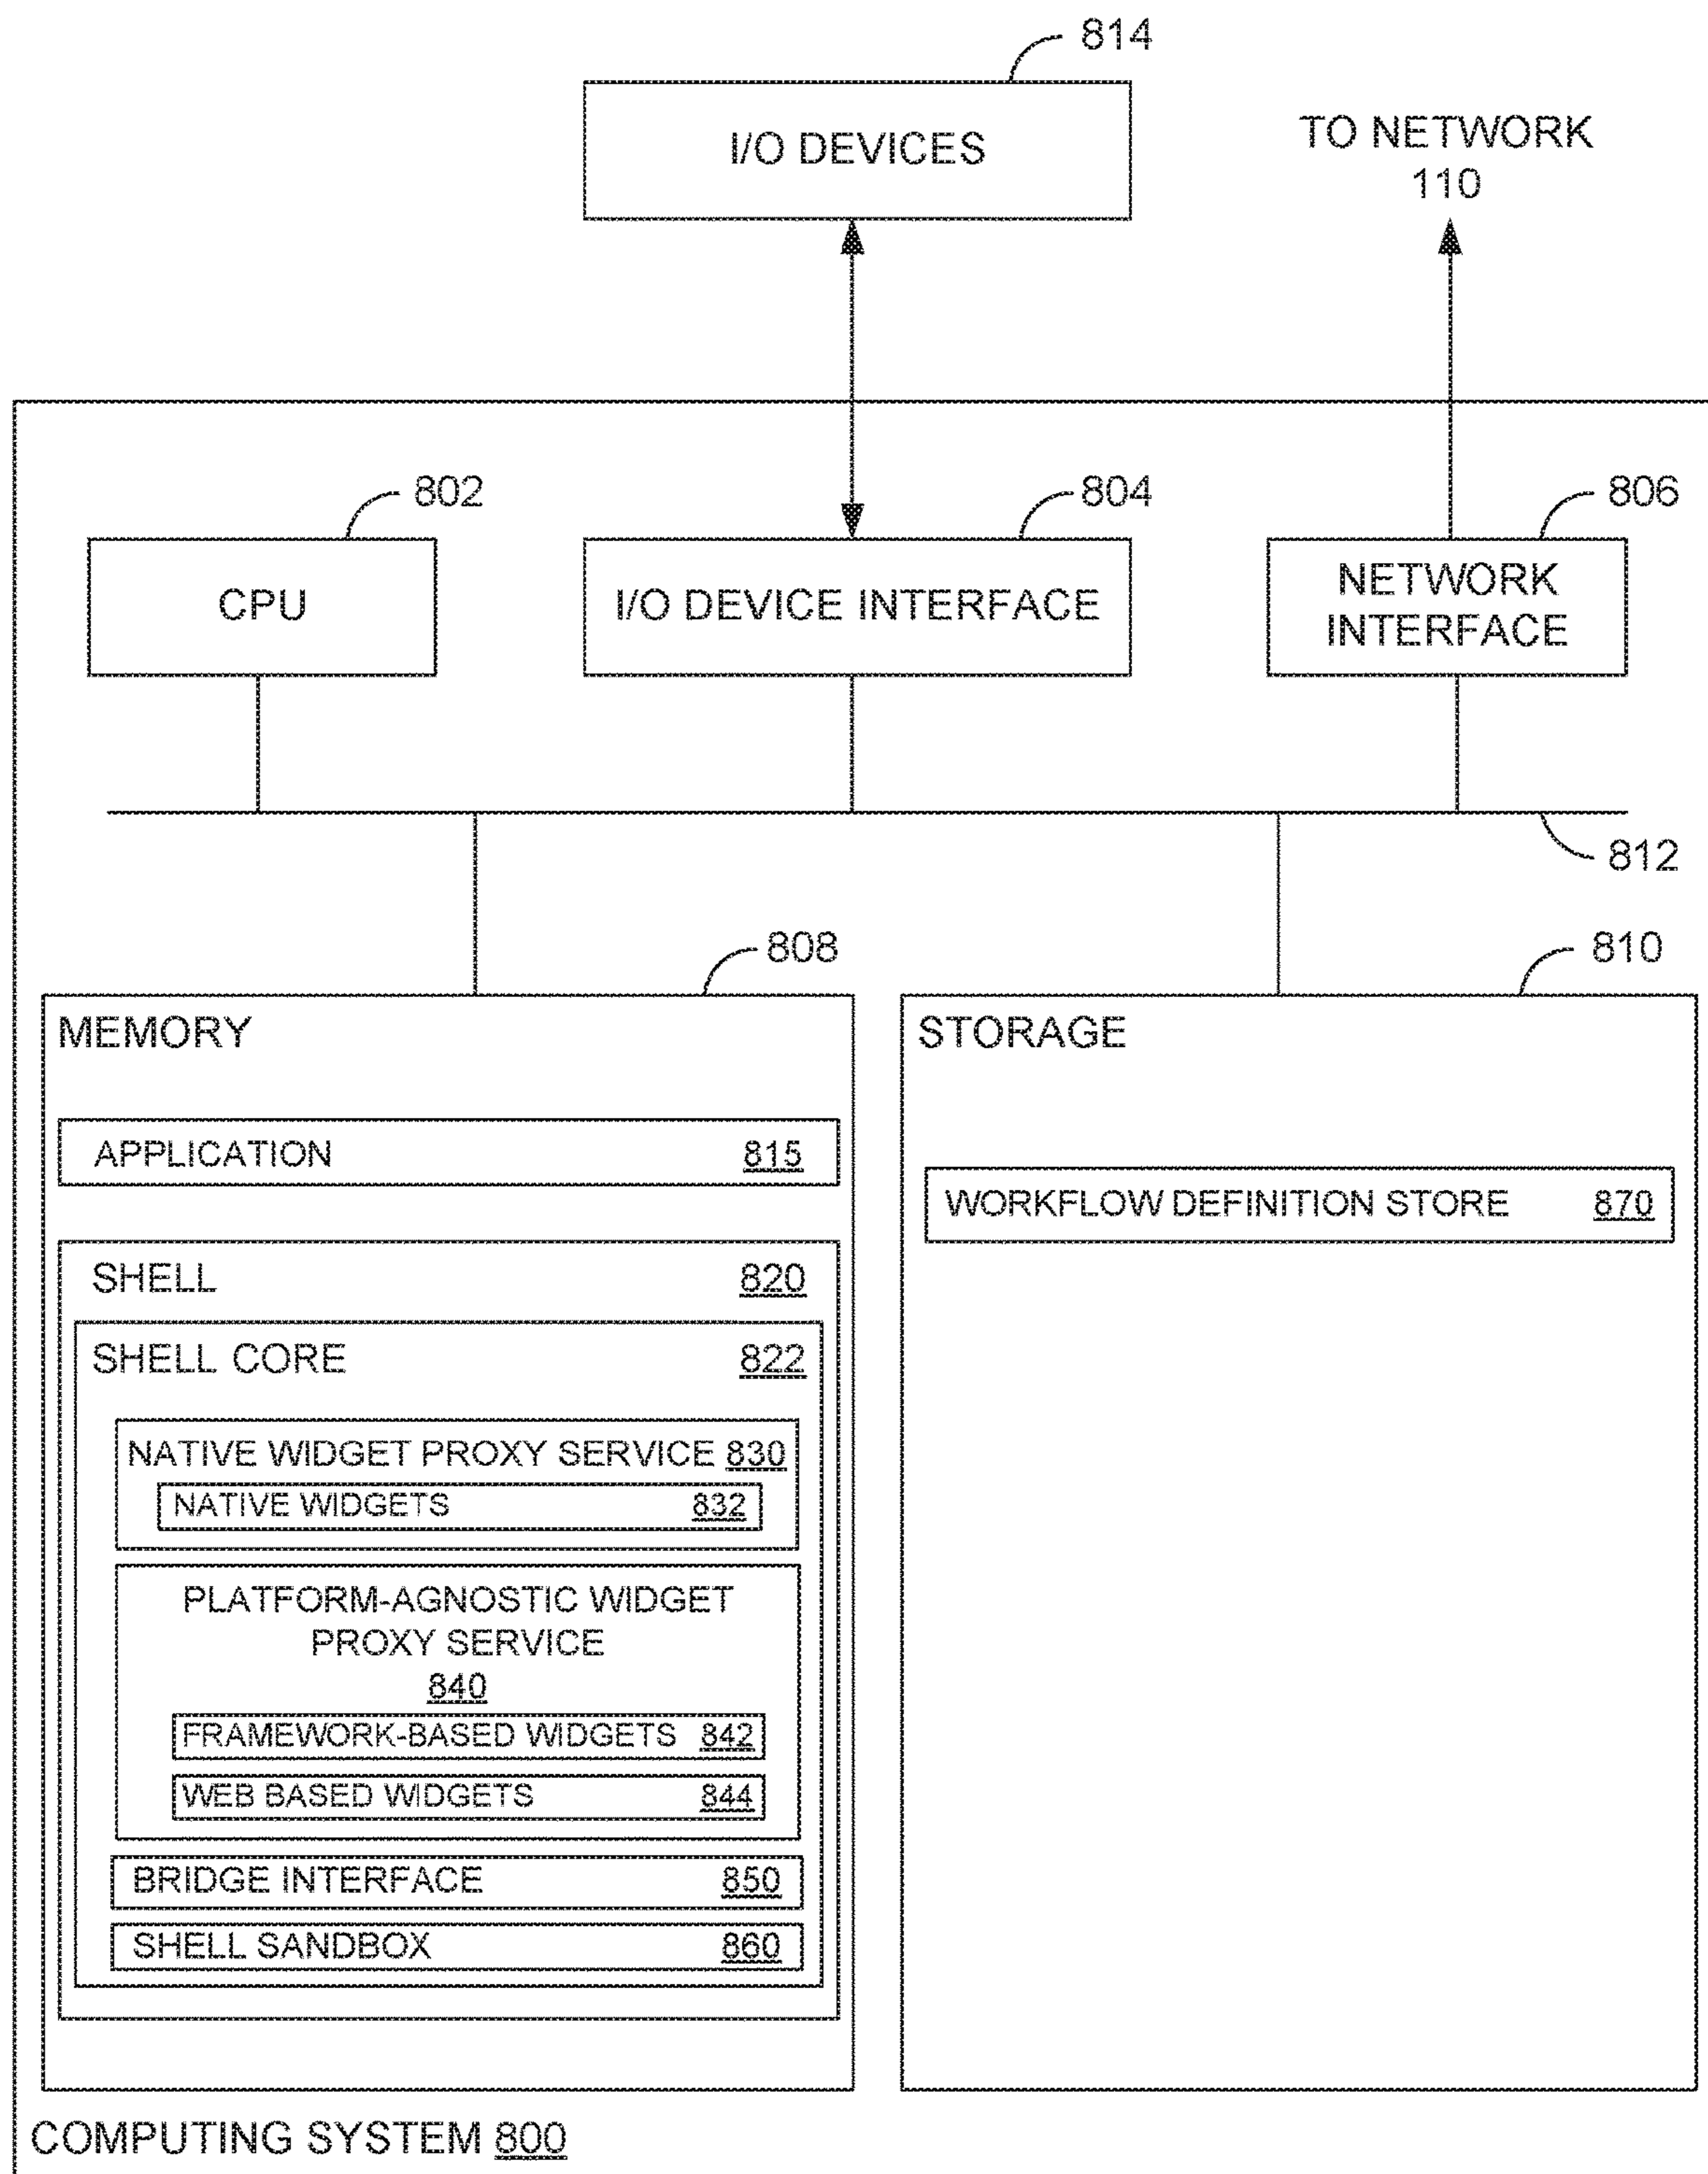 814
I/O DEVICES
TO NETWORK
110
802
804
806
CPU
I/O DEVICE INTERFACE
NETWORK
INTERFACE
812
808
810
MEMORY
STORAGE
APPLICATION 815
WORKFLOW DEFINITION STORE 870
SHELL 820
SHELL CORE 822
NATIVE WIDGET PROXY SERVICE 830
NATIVE WIDGETS 832
PLATFORM-AGNOSTIC WIDGET
PROXY SERVICE
840
FRAMEWORK-BASED WIDGETS 842
WEB BASED WIDGETS 844
BRIDGE INTERFACE 850
SHELL SANDBOX 860
COMPUTING SYSTEM 800